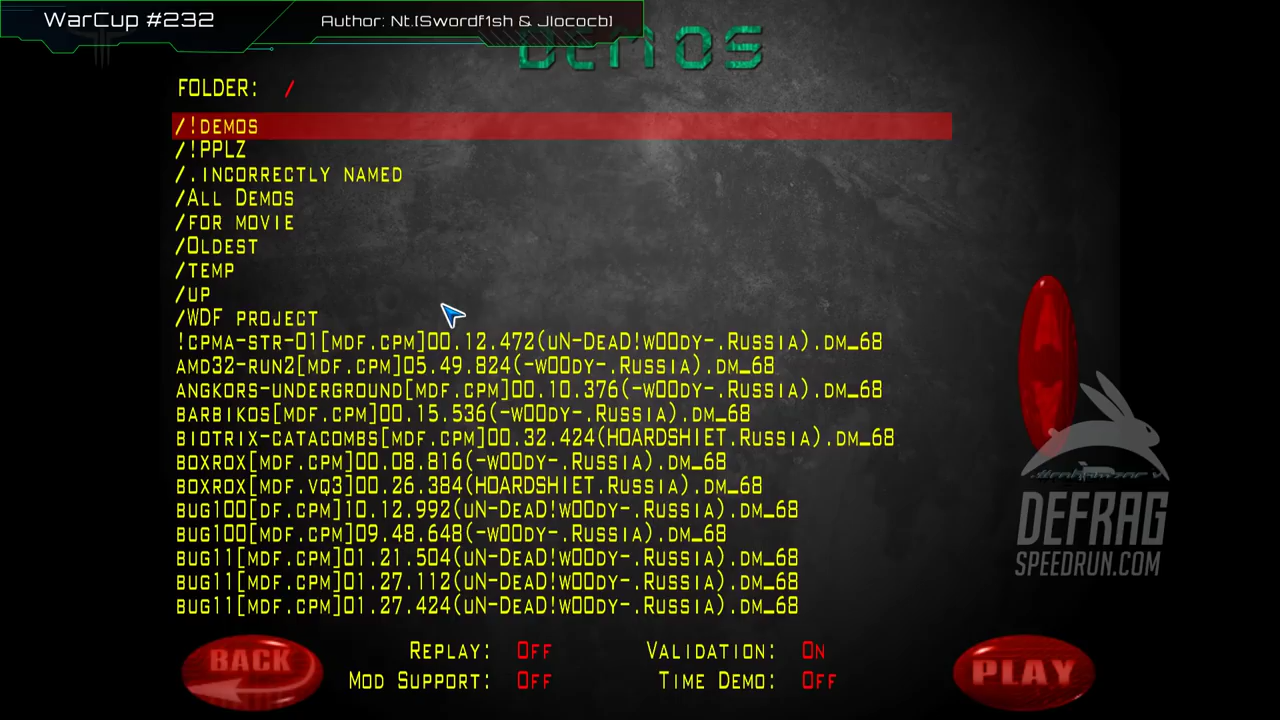 WarCup #232
Author: Nt.[Swordf1sh & Jlococb]
DEMOS
FOLDER: /
/!DEMOS
/!PPLZ
/.INCORRECTLY NAMED
/ALL DEMOS
/FOR MOVIE
/OLDEST
/TEMP
/UP
/WDF PROJECT
!CPMA-STR-01[MDF.CPM]00.12.472(UN-DEAD!W00DY-.RUSSIA).DM_68
AMD32-RUN2[MDF.CPM]05.49.824(-W00DY-.RUSSIA).DM_68
ANGKORS-UNDERGROUND[MDF.CPM]00.10.376(-W00DY-.RUSSIA).DM_68
BARBIKOS[MDF.CPM]00.15.536(-W00DY-.RUSSIA).DM_68
BIOTRIX-CATACOMBS[MDF.CPM]00.32.424(HOARDSHIET.RUSSIA).DM_68
BOXROX[MDF.CPM]00.08.816(-W00DY-.RUSSIA).DM_68
BOXROX[MDF.VQ3]00.26.384(HOARDSHIET.RUSSIA).DM_68
BUG100[DF.CPM]10.12.992(UN-DEAD!W00DY-.RUSSIA).DM_68
BUG100[MDF.CPM]09.48.648(-W00DY-.RUSSIA).DM_68
BUG11[MDF.CPM]01.21.504(UN-DEAD!W00DY-.RUSSIA).DM_68
BUG11[MDF.CPM]01.27.112(UN-DEAD!W00DY-.RUSSIA).DM_68
BUG11[MDF.CPM]01.27.424(UN-DEAD!W00DY-.RUSSIA).DM_68
DEFRAG
SPEEDRUN.COM
BACK
REPLAY: OFF
VALIDATION: ON
MOD SUPPORT: OFF
TIME DEMO: OFF
PLAY